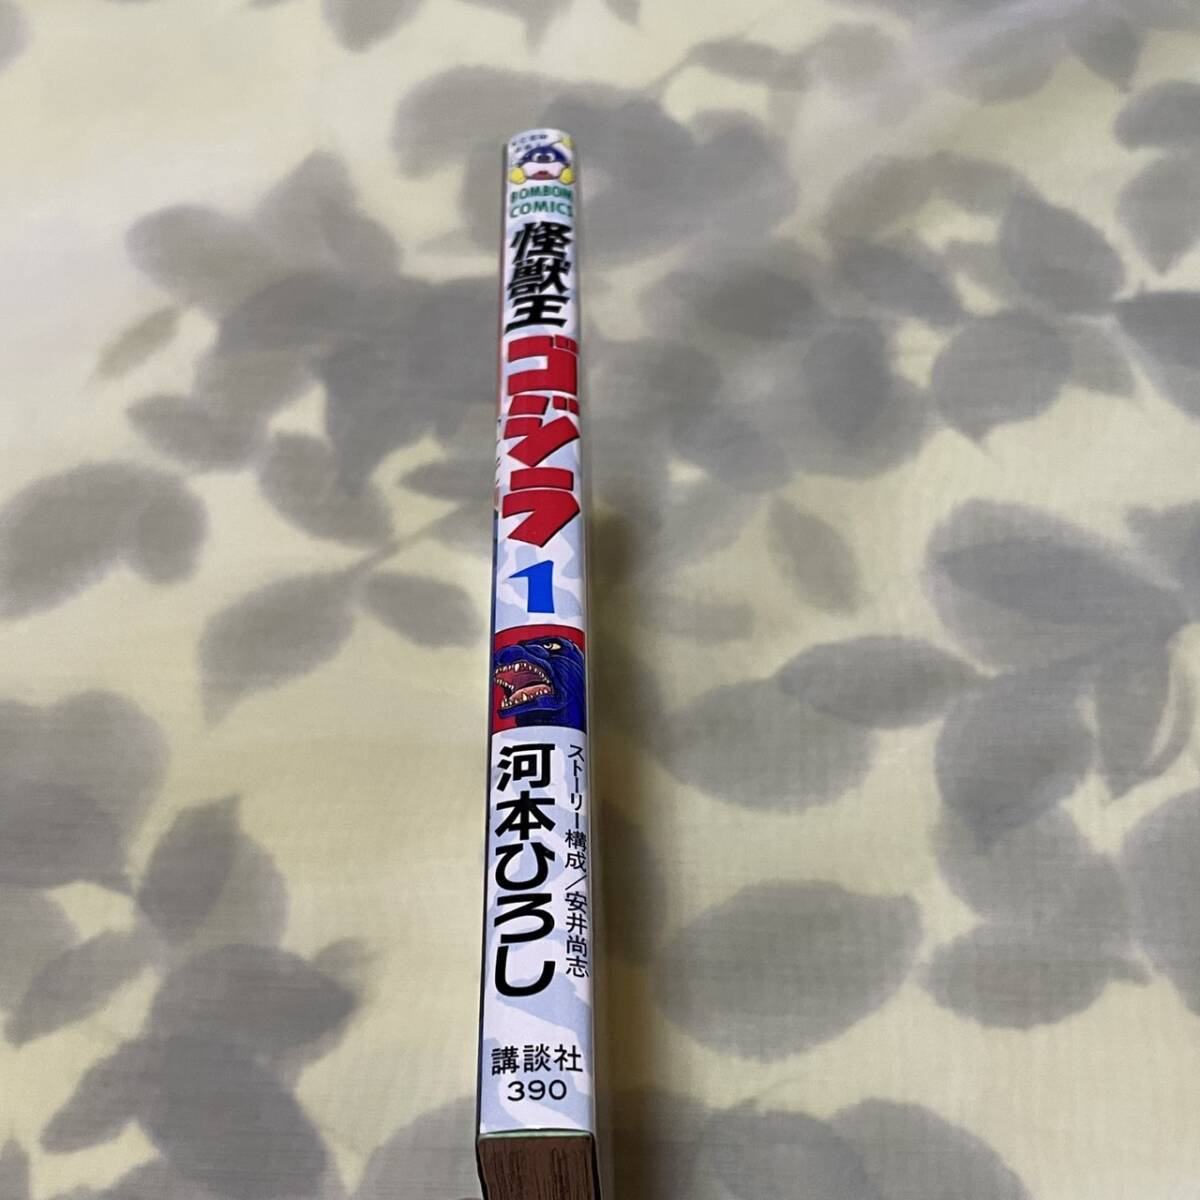 BOMBOM
COMICS
怪獣王
ゴジラ
1
ストーリー構成／安井尚志
河本ひろし
講談社
390